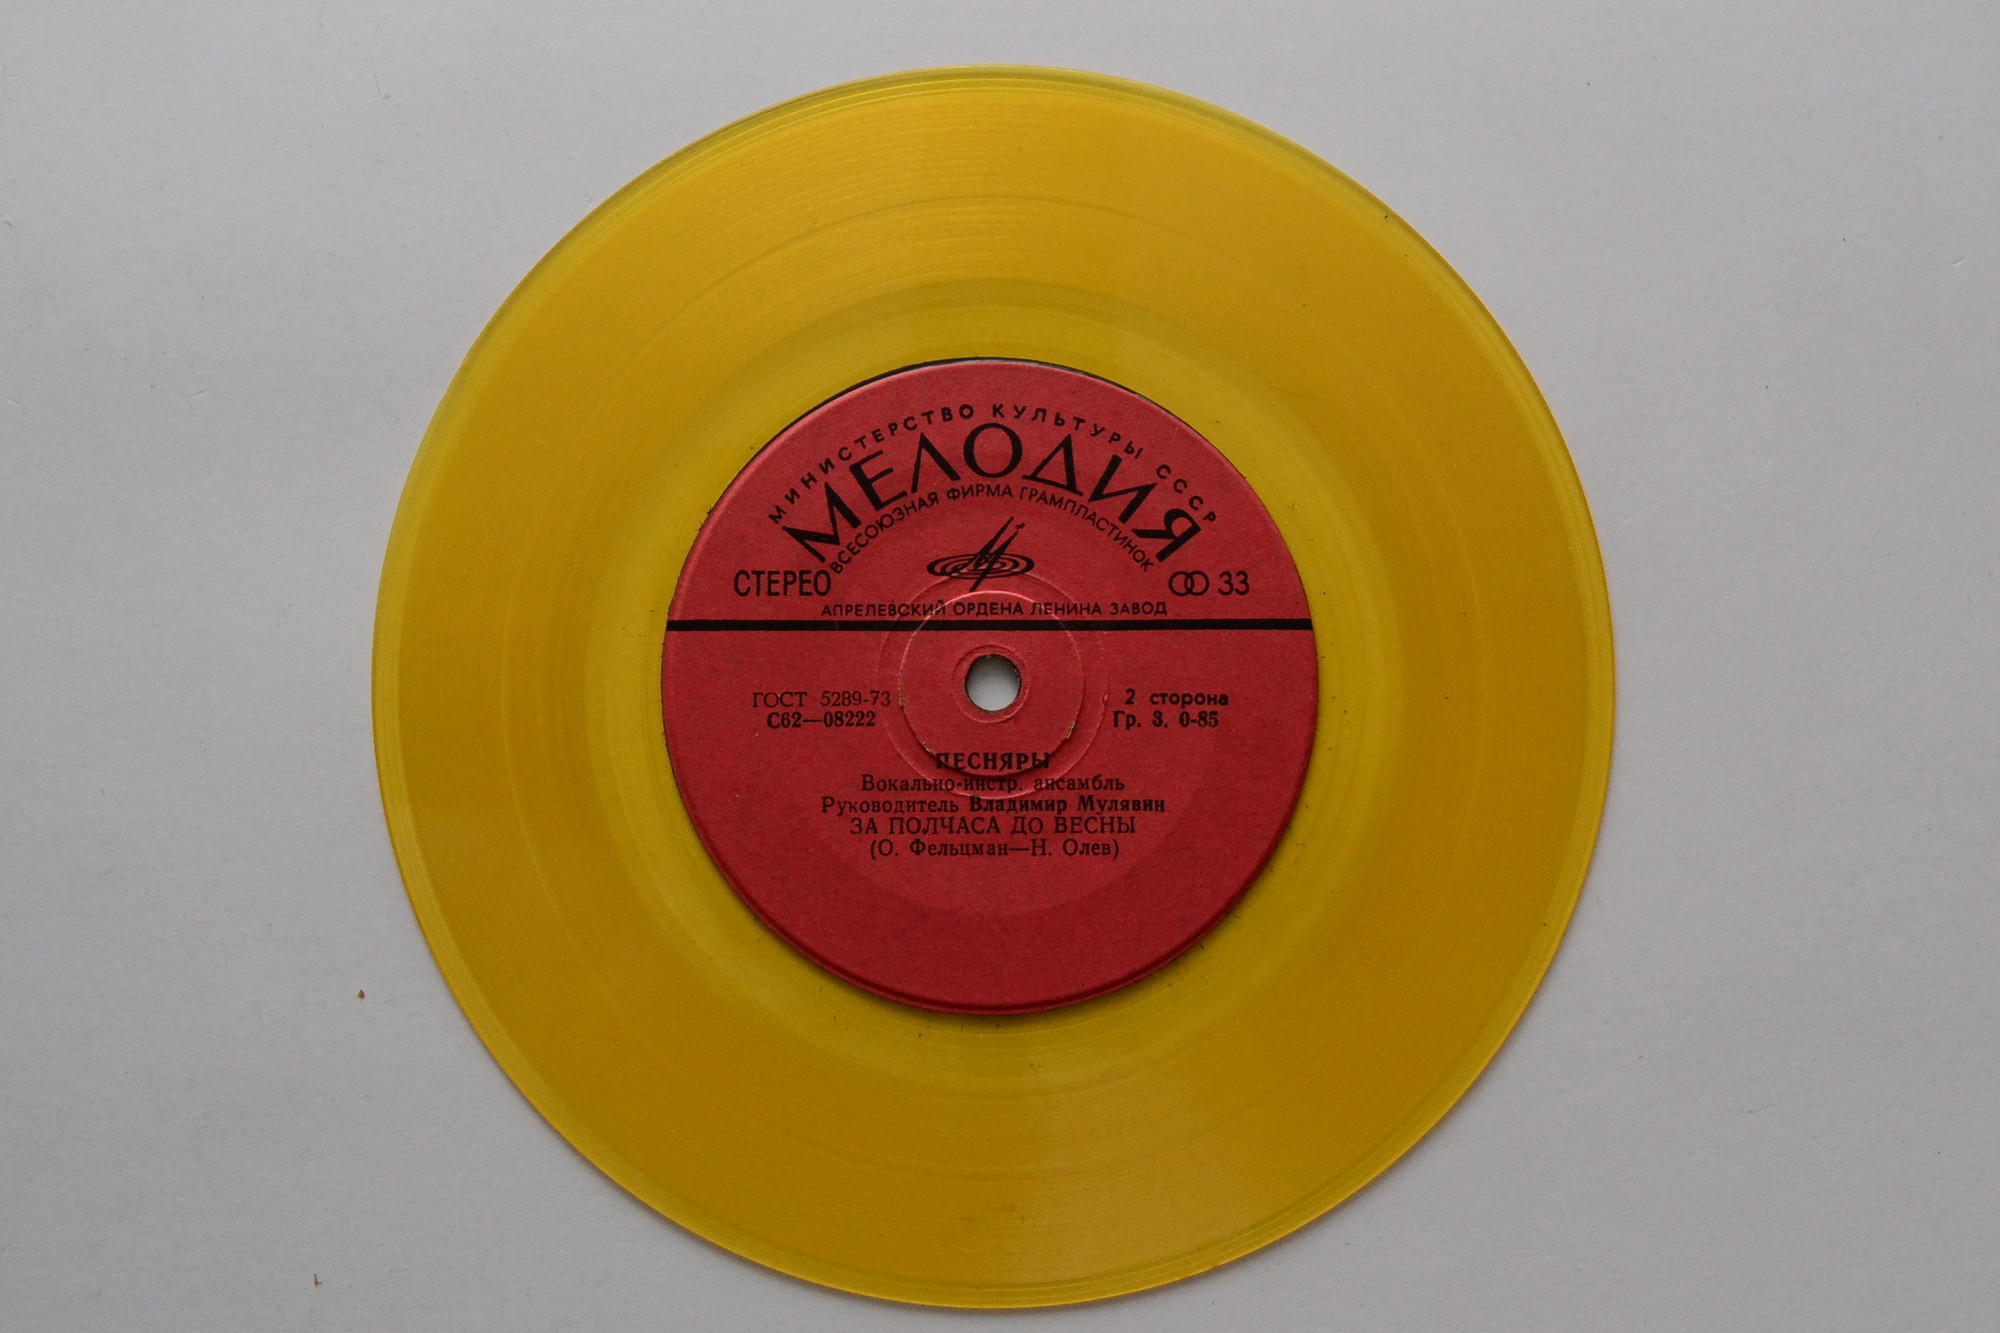 МИНИСТЕРСТВО КУЛЬТУРЫ СССР
МЕЛОДИЯ
ВСЕСОЮЗНАЯ ФИРМА ГРАМПЛАСТИНОК
СТЕРЕО 33
АПРЕЛЕВСКИЙ ОРДЕНА ЛЕНИНА ЗАВОД
ГОСТ 5289-73 2 сторона
С62—08222 Гр. 3. 0-85
ПЕСНЯРЫ
Вокально-инстр. ансамбль
Руководитель Владимир Мулявин
ЗА ПОЛЧАСА ДО ВЕСНЫ
(О. Фельцман—Н. Олев)